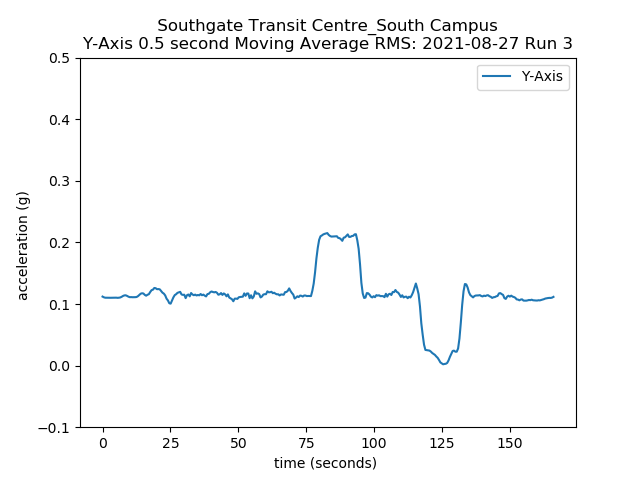 Southgate Transit Centre_South Campus
Y-Axis 0.5 second Moving Average RMS: 2021-08-27 Run 3
Y-Axis
0.5
0.4
0.3
0.2
0.1
0.0
−0.1
acceleration (g)
0 25 50 75 100 125 150
time (seconds)